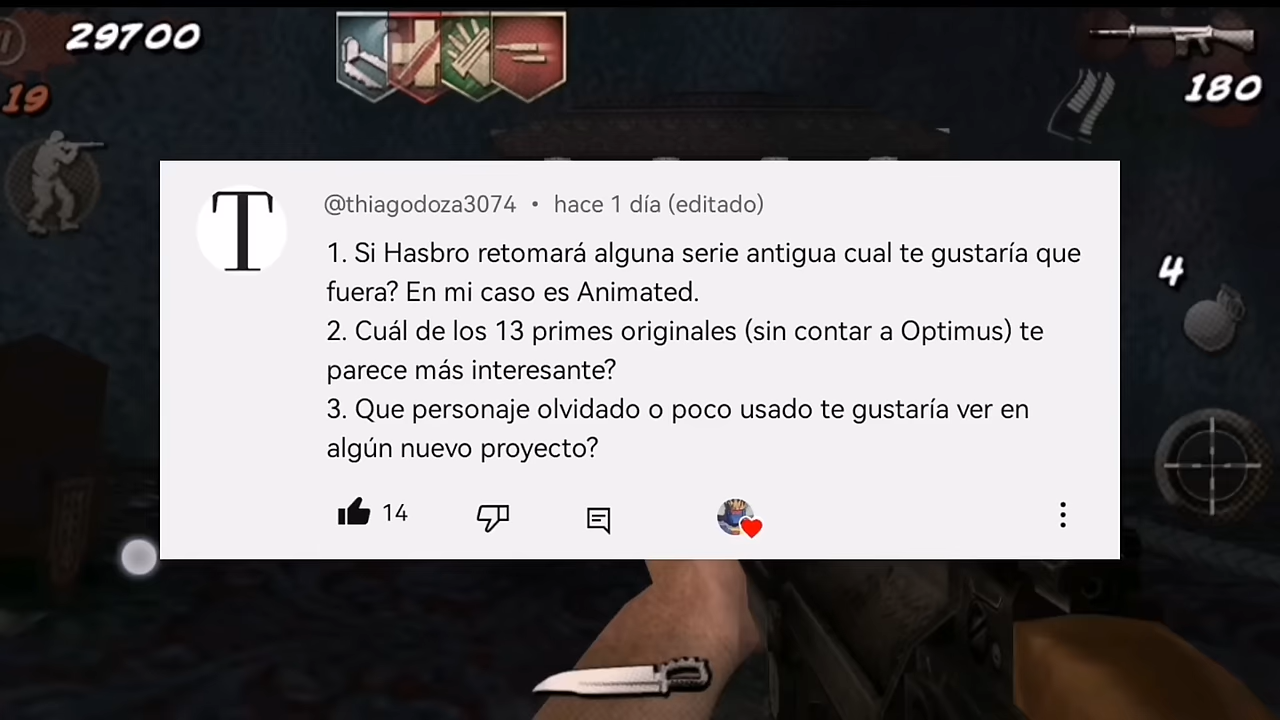 29700
19
180
4
T
@thiagodoza3074 • hace 1 día (editado)
1. Si Hasbro retomará alguna serie antigua cual te gustaría que
fuera? En mi caso es Animated.
2. Cuál de los 13 primes originales (sin contar a Optimus) te
parece más interesante?
3. Que personaje olvidado o poco usado te gustaría ver en
algún nuevo proyecto?
14